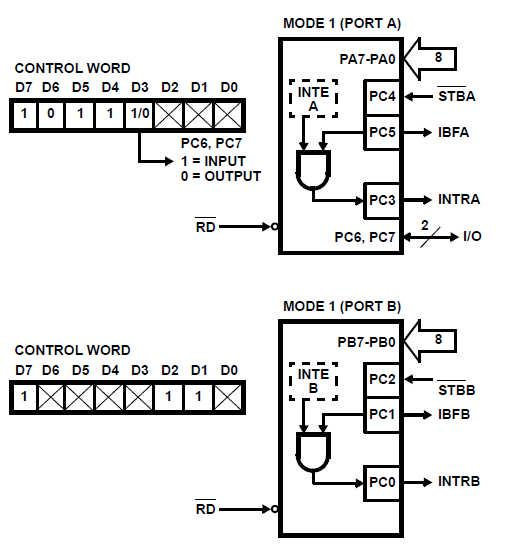 MODE 1 (PORT A)
CONTROL WORD
D7 D6 D5 D4 D3 D2 D1 D0
1 0 1 1 1/0
PC6, PC7
1 = INPUT
0 = OUTPUT
PA7-PA0
8
INTE
A
PC4
STBA
PC5
IBFA
PC3
INTRA
RD
PC6, PC7
2
I/O
MODE 1 (PORT B)
CONTROL WORD
D7 D6 D5 D4 D3 D2 D1 D0
1 1 1
PB7-PB0
8
INTE
B
PC2
STBB
PC1
IBFB
PC0
INTRB
RD